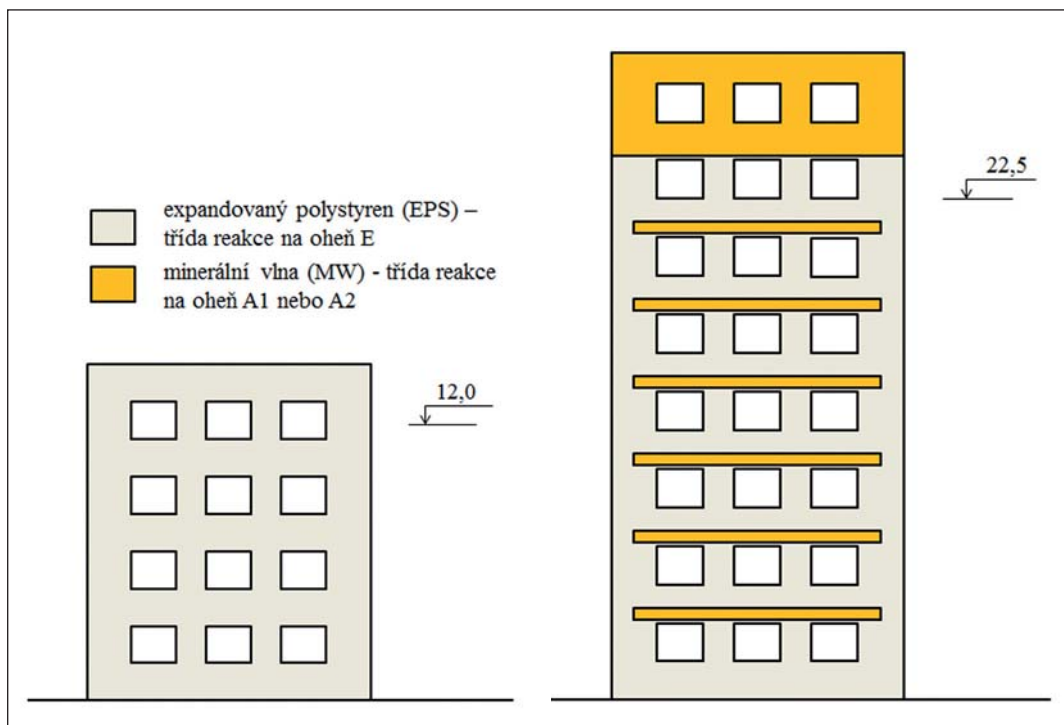 expandovaný polystyren (EPS) –
třída reakce na oheň E
minerální vlna (MW) - třída reakce
na oheň A1 nebo A2
12,0
22,5